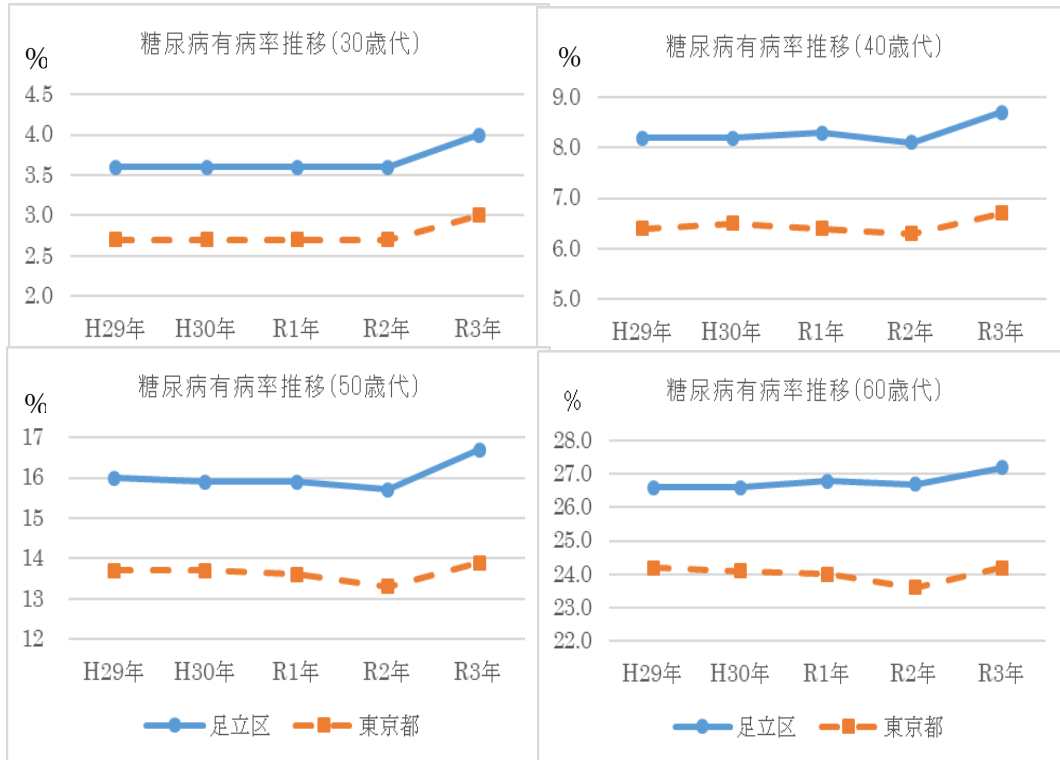 糖尿病有病率推移(30歳代)
%
4.5
4.0
3.5
3.0
2.5
2.0
H29年 H30年 R1年 R2年 R3年
糖尿病有病率推移(40歳代)
%
9.0
8.0
7.0
6.0
5.0
H29年 H30年 R1年 R2年 R3年
糖尿病有病率推移(50歳代)
%
17
16
15
14
13
12
H29年 H30年 R1年 R2年 R3年
足立区 東京都
糖尿病有病率推移(60歳代)
%
28.0
27.0
26.0
25.0
24.0
23.0
22.0
H29年 H30年 R1年 R2年 R3年
足立区 東京都